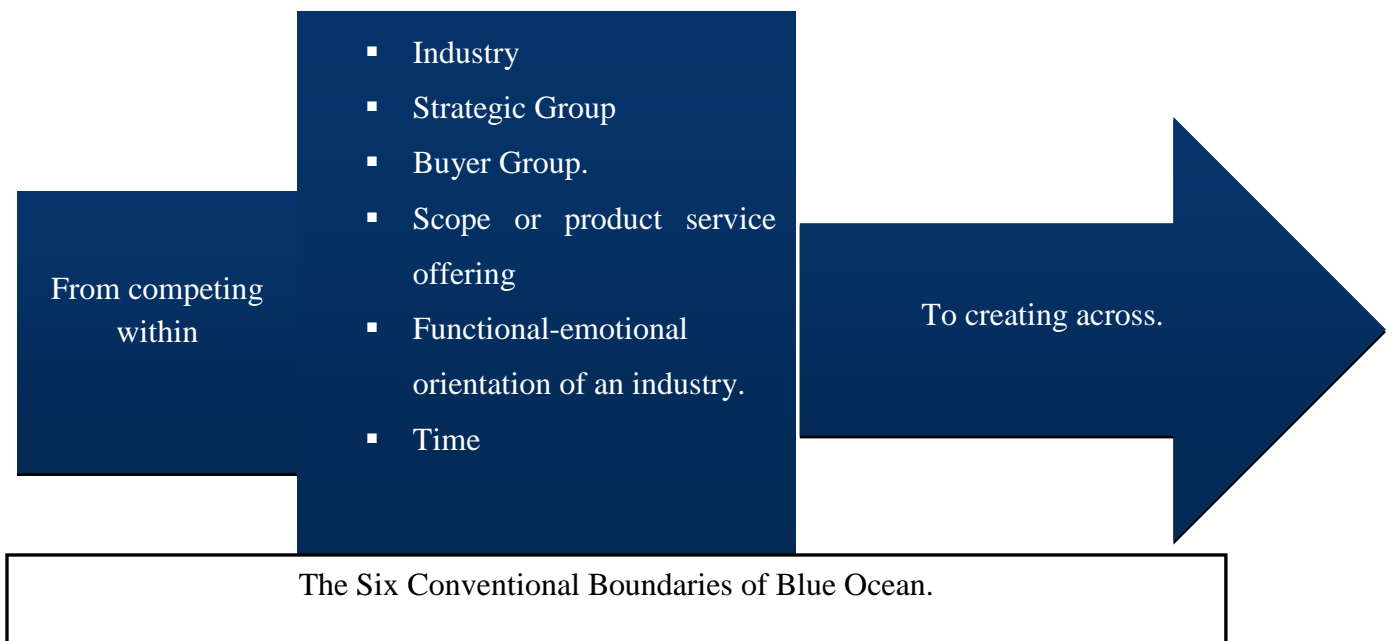 From competing
within
▪ Industry
▪ Strategic Group
▪ Buyer Group.
▪ Scope or product service
offering
▪ Functional-emotional
orientation of an industry.
▪ Time
To creating across.
The Six Conventional Boundaries of Blue Ocean.